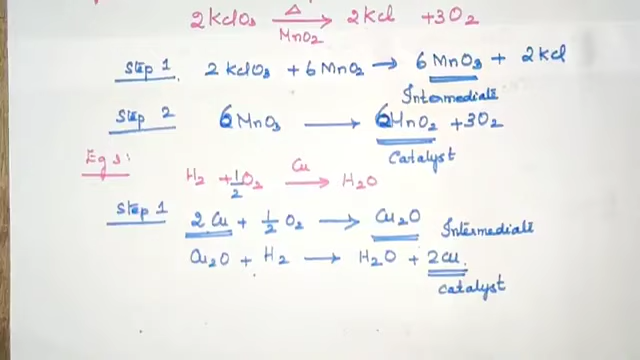 2KClO₃ —Δ/MnO₂→ 2KCl + 3O₂
Step 1. 2KClO₃ + 6MnO₂ → 6MnO₃ + 2KCl
Intermediate
Step 2 6MnO₃ → 6MnO₂ + 3O₂
Catalyst
Eg 3:
H₂ + 1/2 O₂ —Cu→ H₂O
Step 1 2Cu + 1/2 O₂ → Cu₂O Intermediate
Cu₂O + H₂ → H₂O + 2Cu.
Catalyst